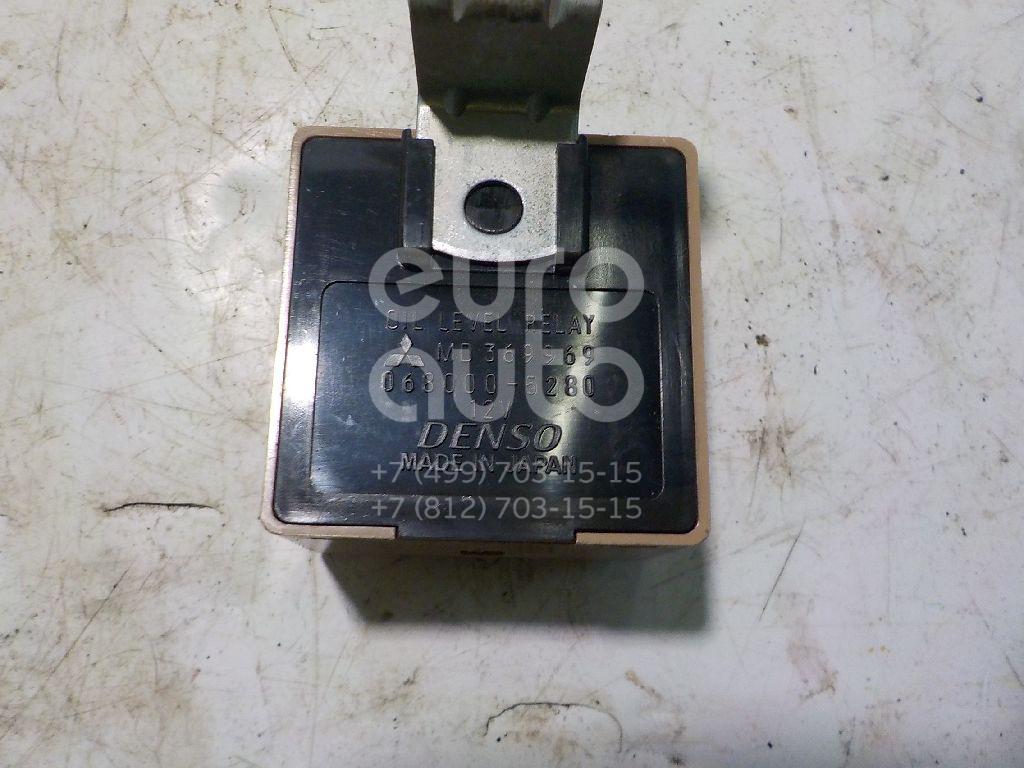 euro
auto
OIL LEVEL RELAY
MD369969
068000-5280
12V
DENSO
MADE IN JAPAN
+7 (499) 703-15-15
+7 (812) 703-15-15